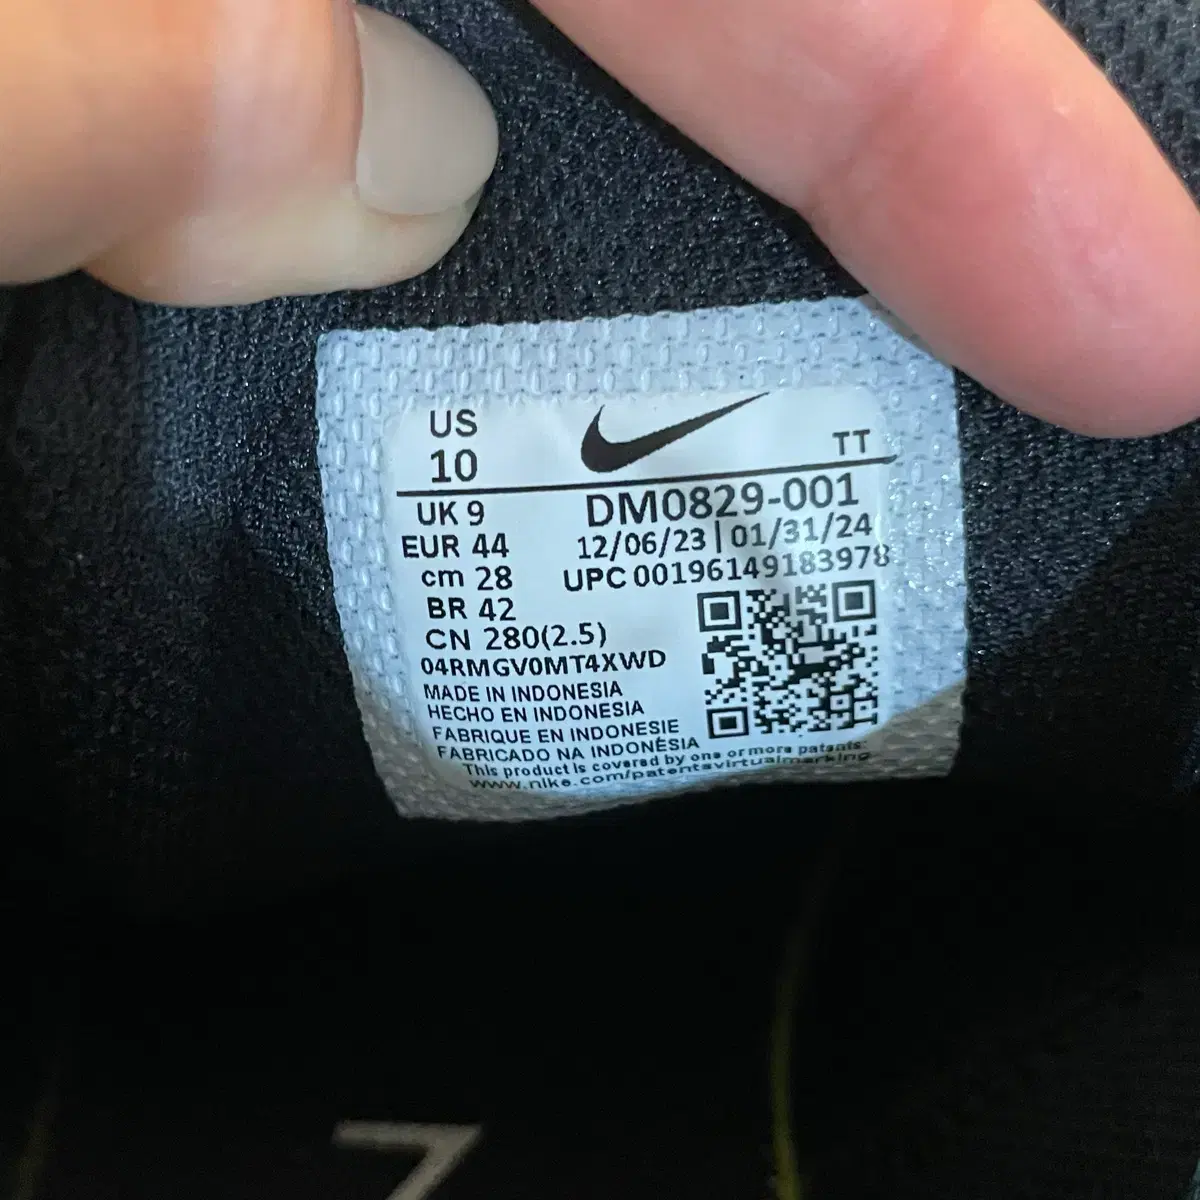 US
10
TT
UK 9
DM0829-001
EUR 44
12/06/23 | 01/31/24
cm 28
UPC 00196149183978
BR 42
CN 280(2.5)
04RMGV0MT4XWD
MADE IN INDONESIA
HECHO EN INDONESIA
FABRIQUE EN INDONESIE
FABRICADO NA INDONÉSIA
This product is covered by one or more patents:
www.nike.com/patentsvirtualmarking